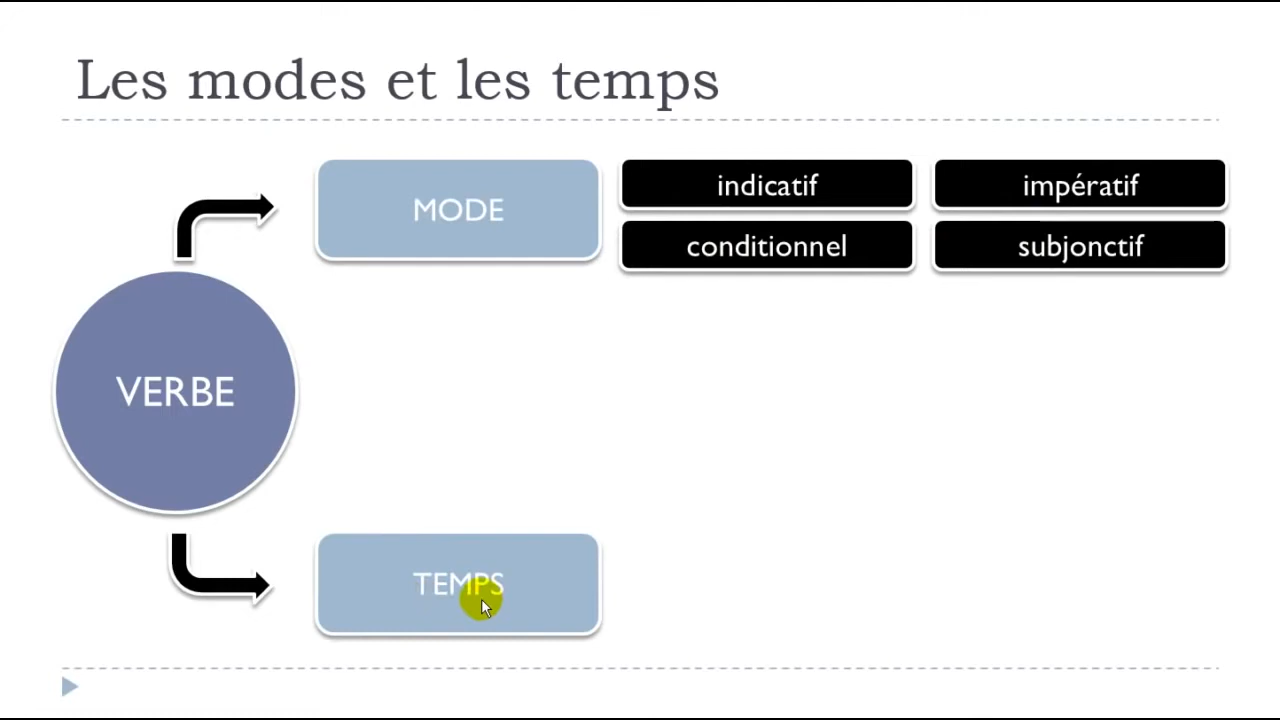 Les modes et les temps
MODE
indicatif
impératif
conditionnel
subjonctif
VERBE
TEMPS